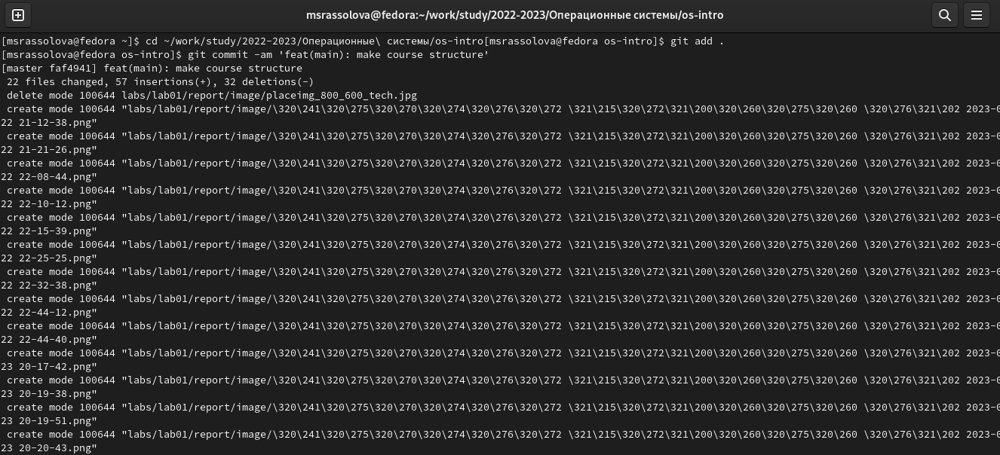 msrassolova@fedora:~/work/study/2022-2023/Операционные системы/os-intro
[msrassolova@fedora ~]$ cd ~/work/study/2022-2023/Операционные\ системы/os-intro[msrassolova@fedora os-intro]$ git add .
[msrassolova@fedora os-intro]$ git commit -am 'feat(main): make course structure'
[master faf4941] feat(main): make course structure
 22 files changed, 57 insertions(+), 32 deletions(-)
 delete mode 100644 labs/lab01/report/image/placeimg_800_600_tech.jpg
 create mode 100644 "labs/lab01/report/image/\320\241\320\275\320\270\320\274\320\276\320\272 \321\215\320\272\321\200\320\260\320\275\320\260 \320\276\321\202 2023-0
22 21-12-38.png"
 create mode 100644 "labs/lab01/report/image/\320\241\320\275\320\270\320\274\320\276\320\272 \321\215\320\272\321\200\320\260\320\275\320\260 \320\276\321\202 2023-0
22 21-21-26.png"
 create mode 100644 "labs/lab01/report/image/\320\241\320\275\320\270\320\274\320\276\320\272 \321\215\320\272\321\200\320\260\320\275\320\260 \320\276\321\202 2023-0
22 22-08-44.png"
 create mode 100644 "labs/lab01/report/image/\320\241\320\275\320\270\320\274\320\276\320\272 \321\215\320\272\321\200\320\260\320\275\320\260 \320\276\321\202 2023-0
22 22-10-12.png"
 create mode 100644 "labs/lab01/report/image/\320\241\320\275\320\270\320\274\320\276\320\272 \321\215\320\272\321\200\320\260\320\275\320\260 \320\276\321\202 2023-0
22 22-15-39.png"
 create mode 100644 "labs/lab01/report/image/\320\241\320\275\320\270\320\274\320\276\320\272 \321\215\320\272\321\200\320\260\320\275\320\260 \320\276\321\202 2023-0
22 22-25-25.png"
 create mode 100644 "labs/lab01/report/image/\320\241\320\275\320\270\320\274\320\276\320\272 \321\215\320\272\321\200\320\260\320\275\320\260 \320\276\321\202 2023-0
22 22-32-38.png"
 create mode 100644 "labs/lab01/report/image/\320\241\320\275\320\270\320\274\320\276\320\272 \321\215\320\272\321\200\320\260\320\275\320\260 \320\276\321\202 2023-0
22 22-44-12.png"
 create mode 100644 "labs/lab01/report/image/\320\241\320\275\320\270\320\274\320\276\320\272 \321\215\320\272\321\200\320\260\320\275\320\260 \320\276\321\202 2023-0
22 22-44-40.png"
 create mode 100644 "labs/lab01/report/image/\320\241\320\275\320\270\320\274\320\276\320\272 \321\215\320\272\321\200\320\260\320\275\320\260 \320\276\321\202 2023-0
23 20-17-42.png"
 create mode 100644 "labs/lab01/report/image/\320\241\320\275\320\270\320\274\320\276\320\272 \321\215\320\272\321\200\320\260\320\275\320\260 \320\276\321\202 2023-0
23 20-19-38.png"
 create mode 100644 "labs/lab01/report/image/\320\241\320\275\320\270\320\274\320\276\320\272 \321\215\320\272\321\200\320\260\320\275\320\260 \320\276\321\202 2023-0
23 20-19-51.png"
 create mode 100644 "labs/lab01/report/image/\320\241\320\275\320\270\320\274\320\276\320\272 \321\215\320\272\321\200\320\260\320\275\320\260 \320\276\321\202 2023-0
23 20-20-43.png"